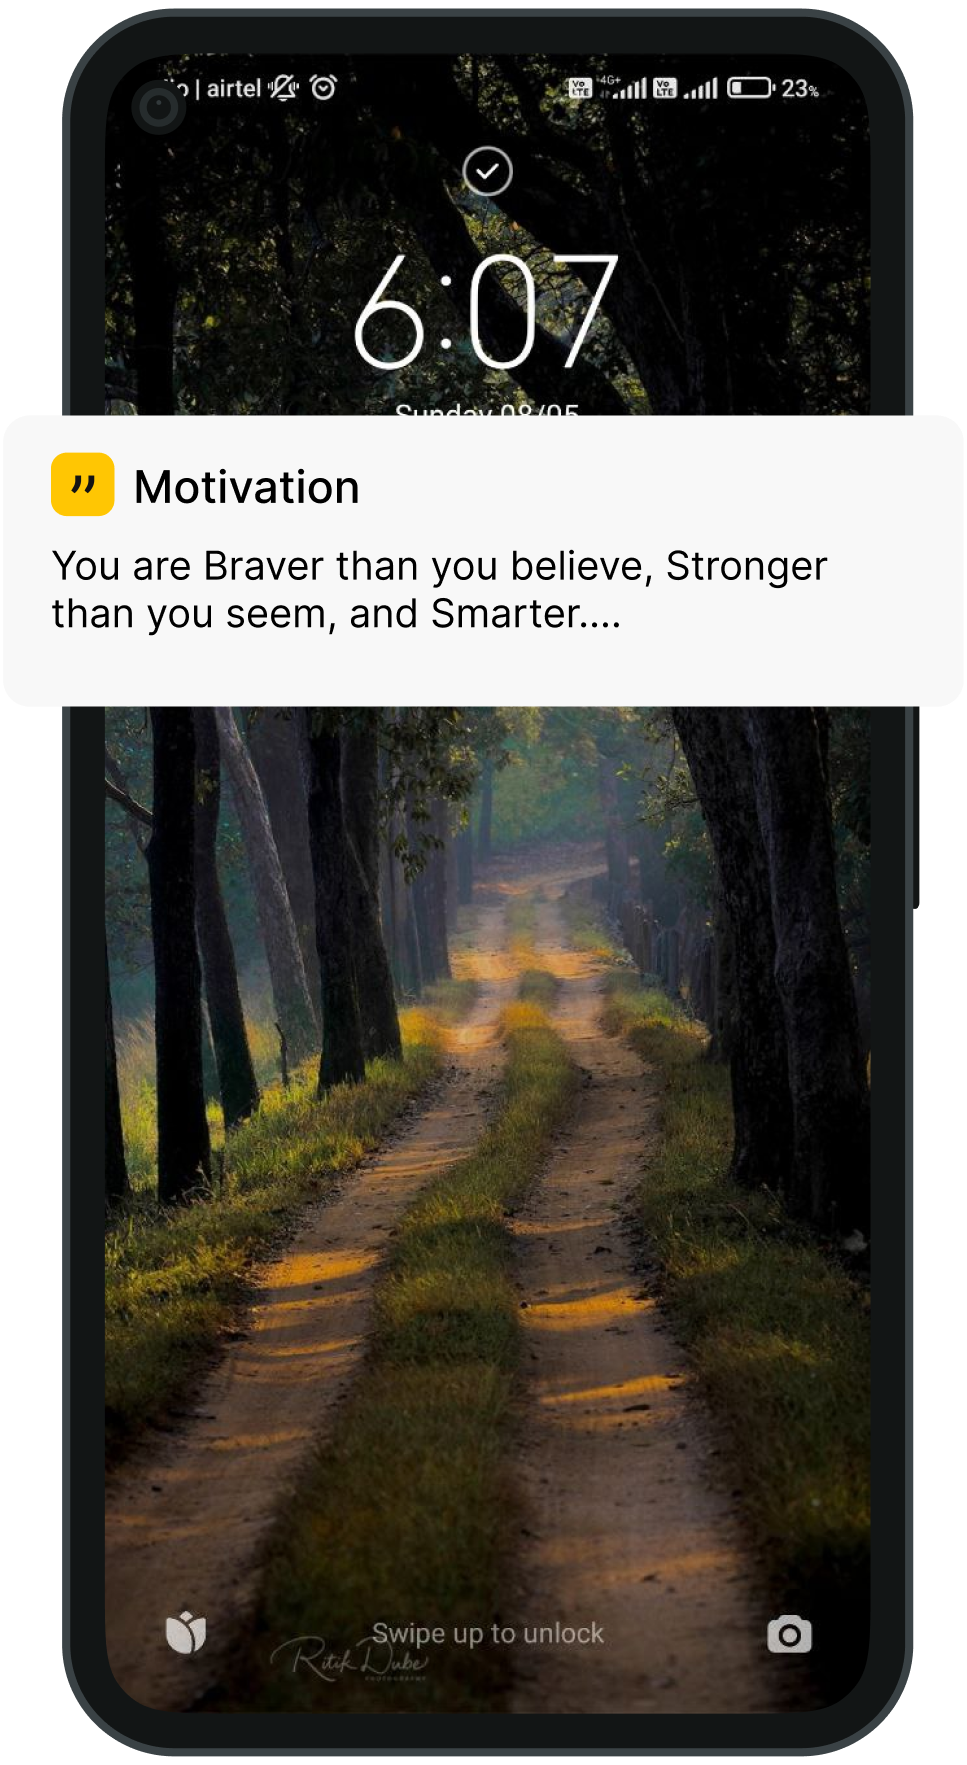 airtel
Vo
LTE
4G+
Vo
LTE
23%
6:07
Sunday 08/05
”
Motivation
You are Braver than you believe, Stronger
than you seem, and Smarter....
Swipe up to unlock
Ritik Dube
PHOTOGRAPHY